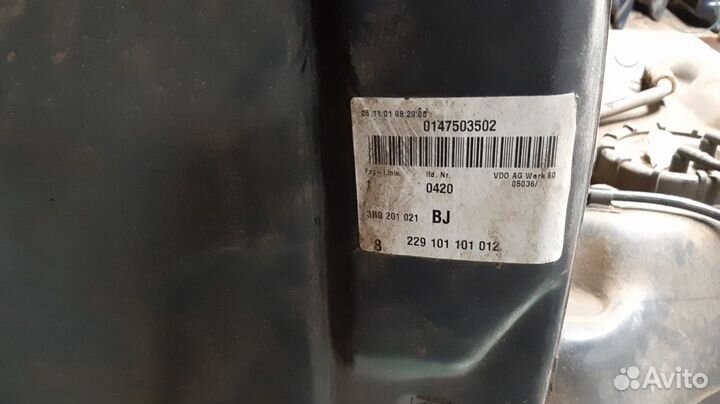 26.11.01 08.20.00
0147503502
Fzg-Linie lfd. Nr. VDO AG Werk 60
1 0420 05036/
3B0 201 021 BJ
8 229 101 101 012
Avito